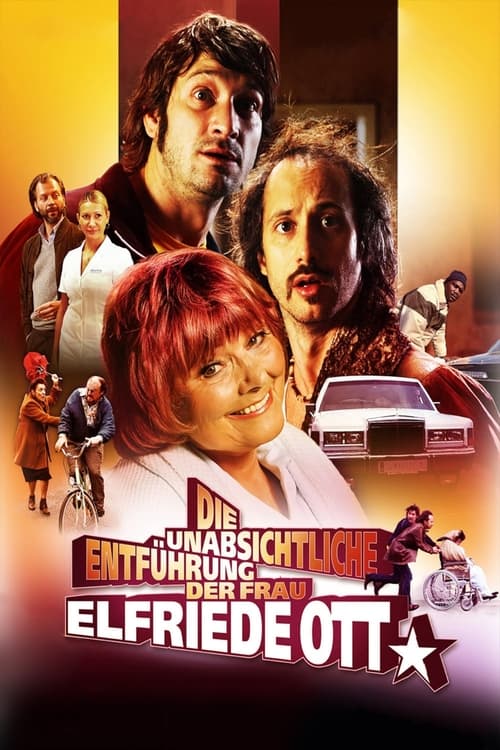 DIE
UNABSICHTLICHE
ENTFÜHRUNG
DER FRAU
ELFRIEDE OTT